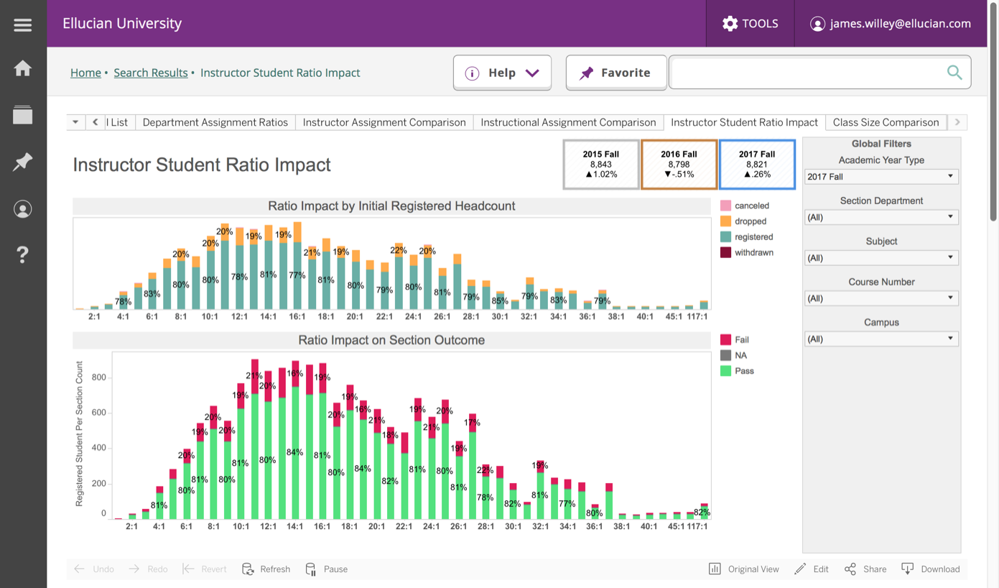 Ellucian University
TOOLS
james.willey@ellucian.com
Home • Search Results • Instructor Student Ratio Impact
Help
Favorite
l List
Department Assignment Ratios
Instructor Assignment Comparison
Instructional Assignment Comparison
Instructor Student Ratio Impact
Class Size Comparison
Instructor Student Ratio Impact
2015 Fall
8,843
▲1.02%
2016 Fall
8,798
▼-.51%
2017 Fall
8,821
▲.26%
Global Filters
Academic Year Type
2017 Fall
Section Department
(All)
Subject
(All)
Course Number
(All)
Campus
(All)
Ratio Impact by Initial Registered Headcount
canceled
dropped
registered
withdrawn
20% 20% 20% 19% 19% 21% 19% 22% 20%
78% 83% 80% 80% 78% 81% 77% 81% 80% 79% 80% 81% 79% 85% 79% 83% 79%
2:1 4:1 6:1 8:1 10:1 12:1 14:1 16:1 18:1 20:1 22:1 24:1 26:1 28:1 30:1 32:1 34:1 36:1 38:1 40:1 45:1 117:1
Ratio Impact on Section Outcome
Fail
NA
Pass
Registered Student Per Section Count
800
600
400
200
0
20% 19% 20% 20% 19% 21% 20% 16% 19% 20% 19% 16% 21% 18% 19% 21% 20% 19% 17% 22% 19%
81% 80% 81% 80% 81% 80% 84% 81% 80% 84% 82% 81% 80% 81% 78% 82% 81% 77% 80% 82%
2:1 4:1 6:1 8:1 10:1 12:1 14:1 16:1 18:1 20:1 22:1 24:1 26:1 28:1 30:1 32:1 34:1 36:1 38:1 40:1 45:1 117:1
Undo
Redo
Revert
Refresh
Pause
Original View
Edit
Share
Download